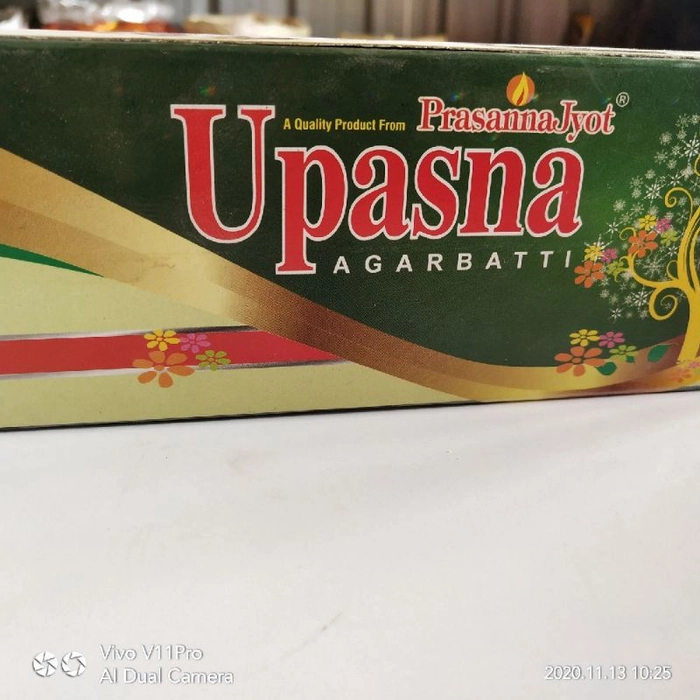 A Quality Product From PrasannaJyot®
Upasna
AGARBATTI
Vivo V11Pro
AI Dual Camera
2020.11.13 10:25